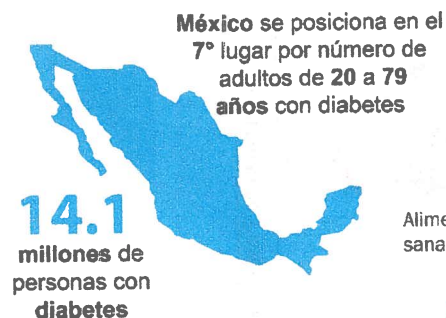 México se posiciona en el
7° lugar por número de
adultos de 20 a 79
años con diabetes
14.1
millones de
personas con
diabetes
sana